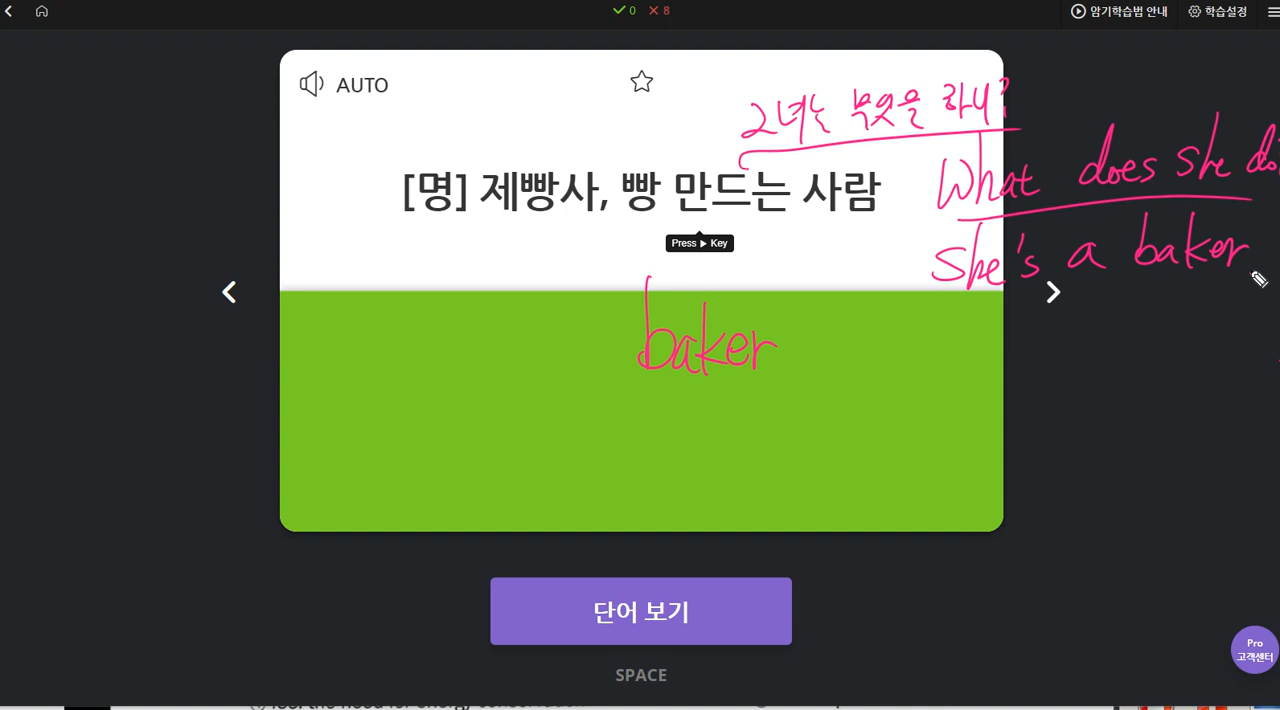 0 8 암기학습법 안내 학습설정
AUTO
그녀는 무엇을 하니?
[명] 제빵사, 빵 만드는 사람
What does she do
Press ▶ Key
she's a baker
baker
단어 보기
SPACE
Pro
고객센터